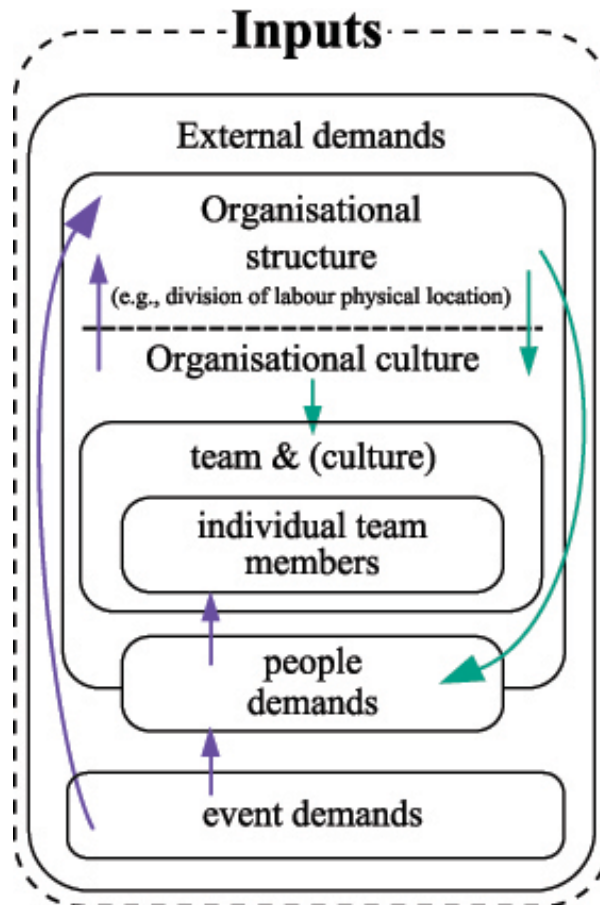 Inputs
External demands
Organisational
structure
(e.g., division of labour physical location)
Organisational culture
team & (culture)
individual team
members
people
demands
event demands